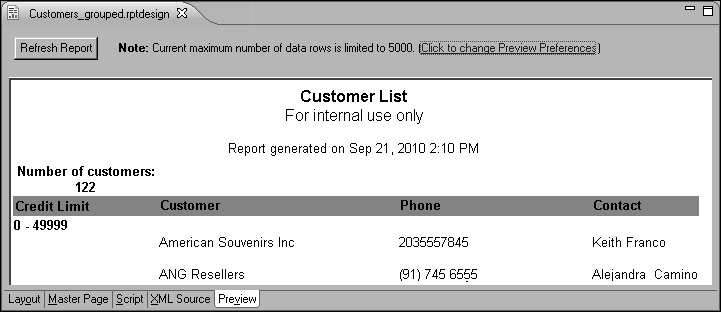 Customers_grouped.rptdesign
Refresh Report Note: Current maximum number of data rows is limited to 5000. (Click to change Preview Preferences)
Customer List
For internal use only
Report generated on Sep 21, 2010 2:10 PM
Number of customers:
122
Credit Limit Customer Phone Contact
0 - 49999
American Souvenirs Inc 2035557845 Keith Franco
ANG Resellers (91) 745 6555 Alejandra Camino
Layout Master Page Script XML Source Preview